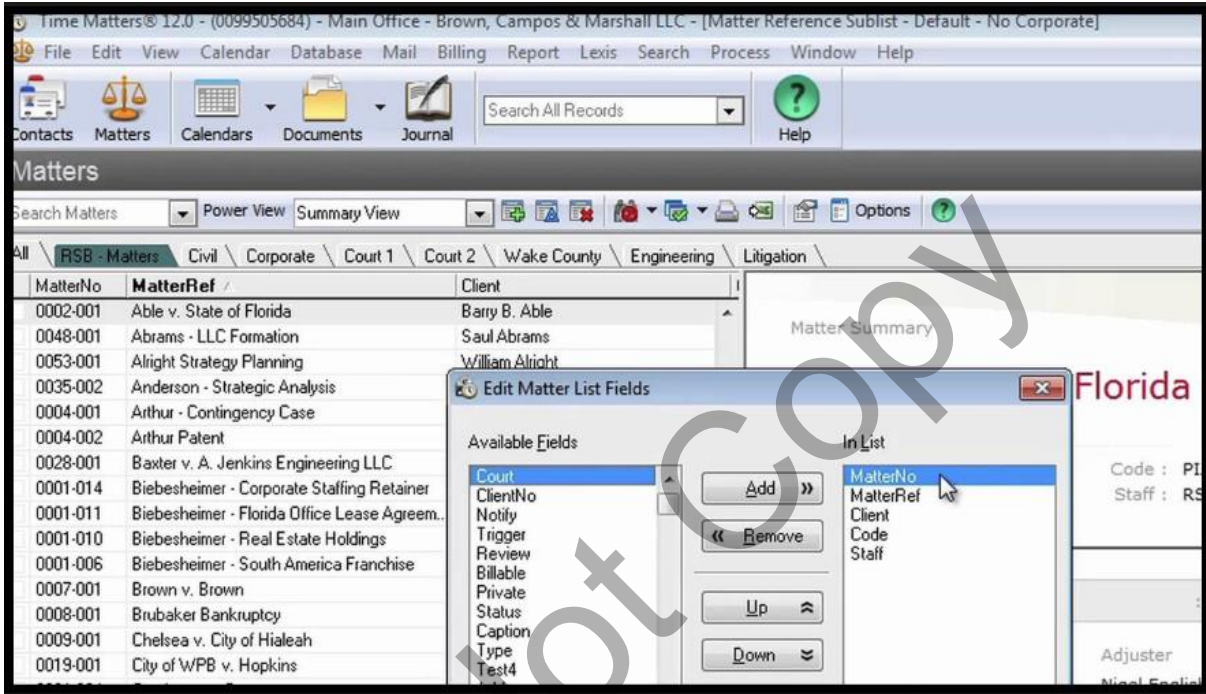 Time Matters® 12.0 - (0099505684) - Main Office - Brown, Campos & Marshall LLC - [Matter Reference Sublist - Default - No Corporate]
File Edit View Calendar Database Mail Billing Report Lexis Search Process Window Help
Search All Records
Contacts Matters Calendars Documents Journal Help
Matters
Search Matters Power View Summary View Options
All RSB - Matters Civil Corporate Court 1 Court 2 Wake County Engineering Litigation
MatterNo MatterRef Client
0002-001 Able v. State of Florida Barry B. Able
0048-001 Abrams - LLC Formation Saul Abrams
0053-001 Alright Strategy Planning William Alright
0035-002 Anderson - Strategic Analysis
0004-001 Arthur - Contingency Case
0004-002 Arthur Patent
0028-001 Baxter v. A. Jenkins Engineering LLC
0001-014 Biebesheimer - Corporate Staffing Retainer
0001-011 Biebesheimer - Florida Office Lease Agreem..
0001-010 Biebesheimer - Real Estate Holdings
0001-006 Biebesheimer - South America Franchise
0007-001 Brown v. Brown
0008-001 Brubaker Bankruptcy
0009-001 Chelsea v. City of Hialeah
0019-001 City of WPB v. Hopkins
Matter Summary
Florida
Code : PI
Staff : RS
Adjuster
Edit Matter List Fields
Available Fields
Court
ClientNo
Notify
Trigger
Review
Billable
Private
Status
Caption
Type
Test4
Add
Remove
Up
Down
In List
MatterNo
MatterRef
Client
Code
Staff
Copy